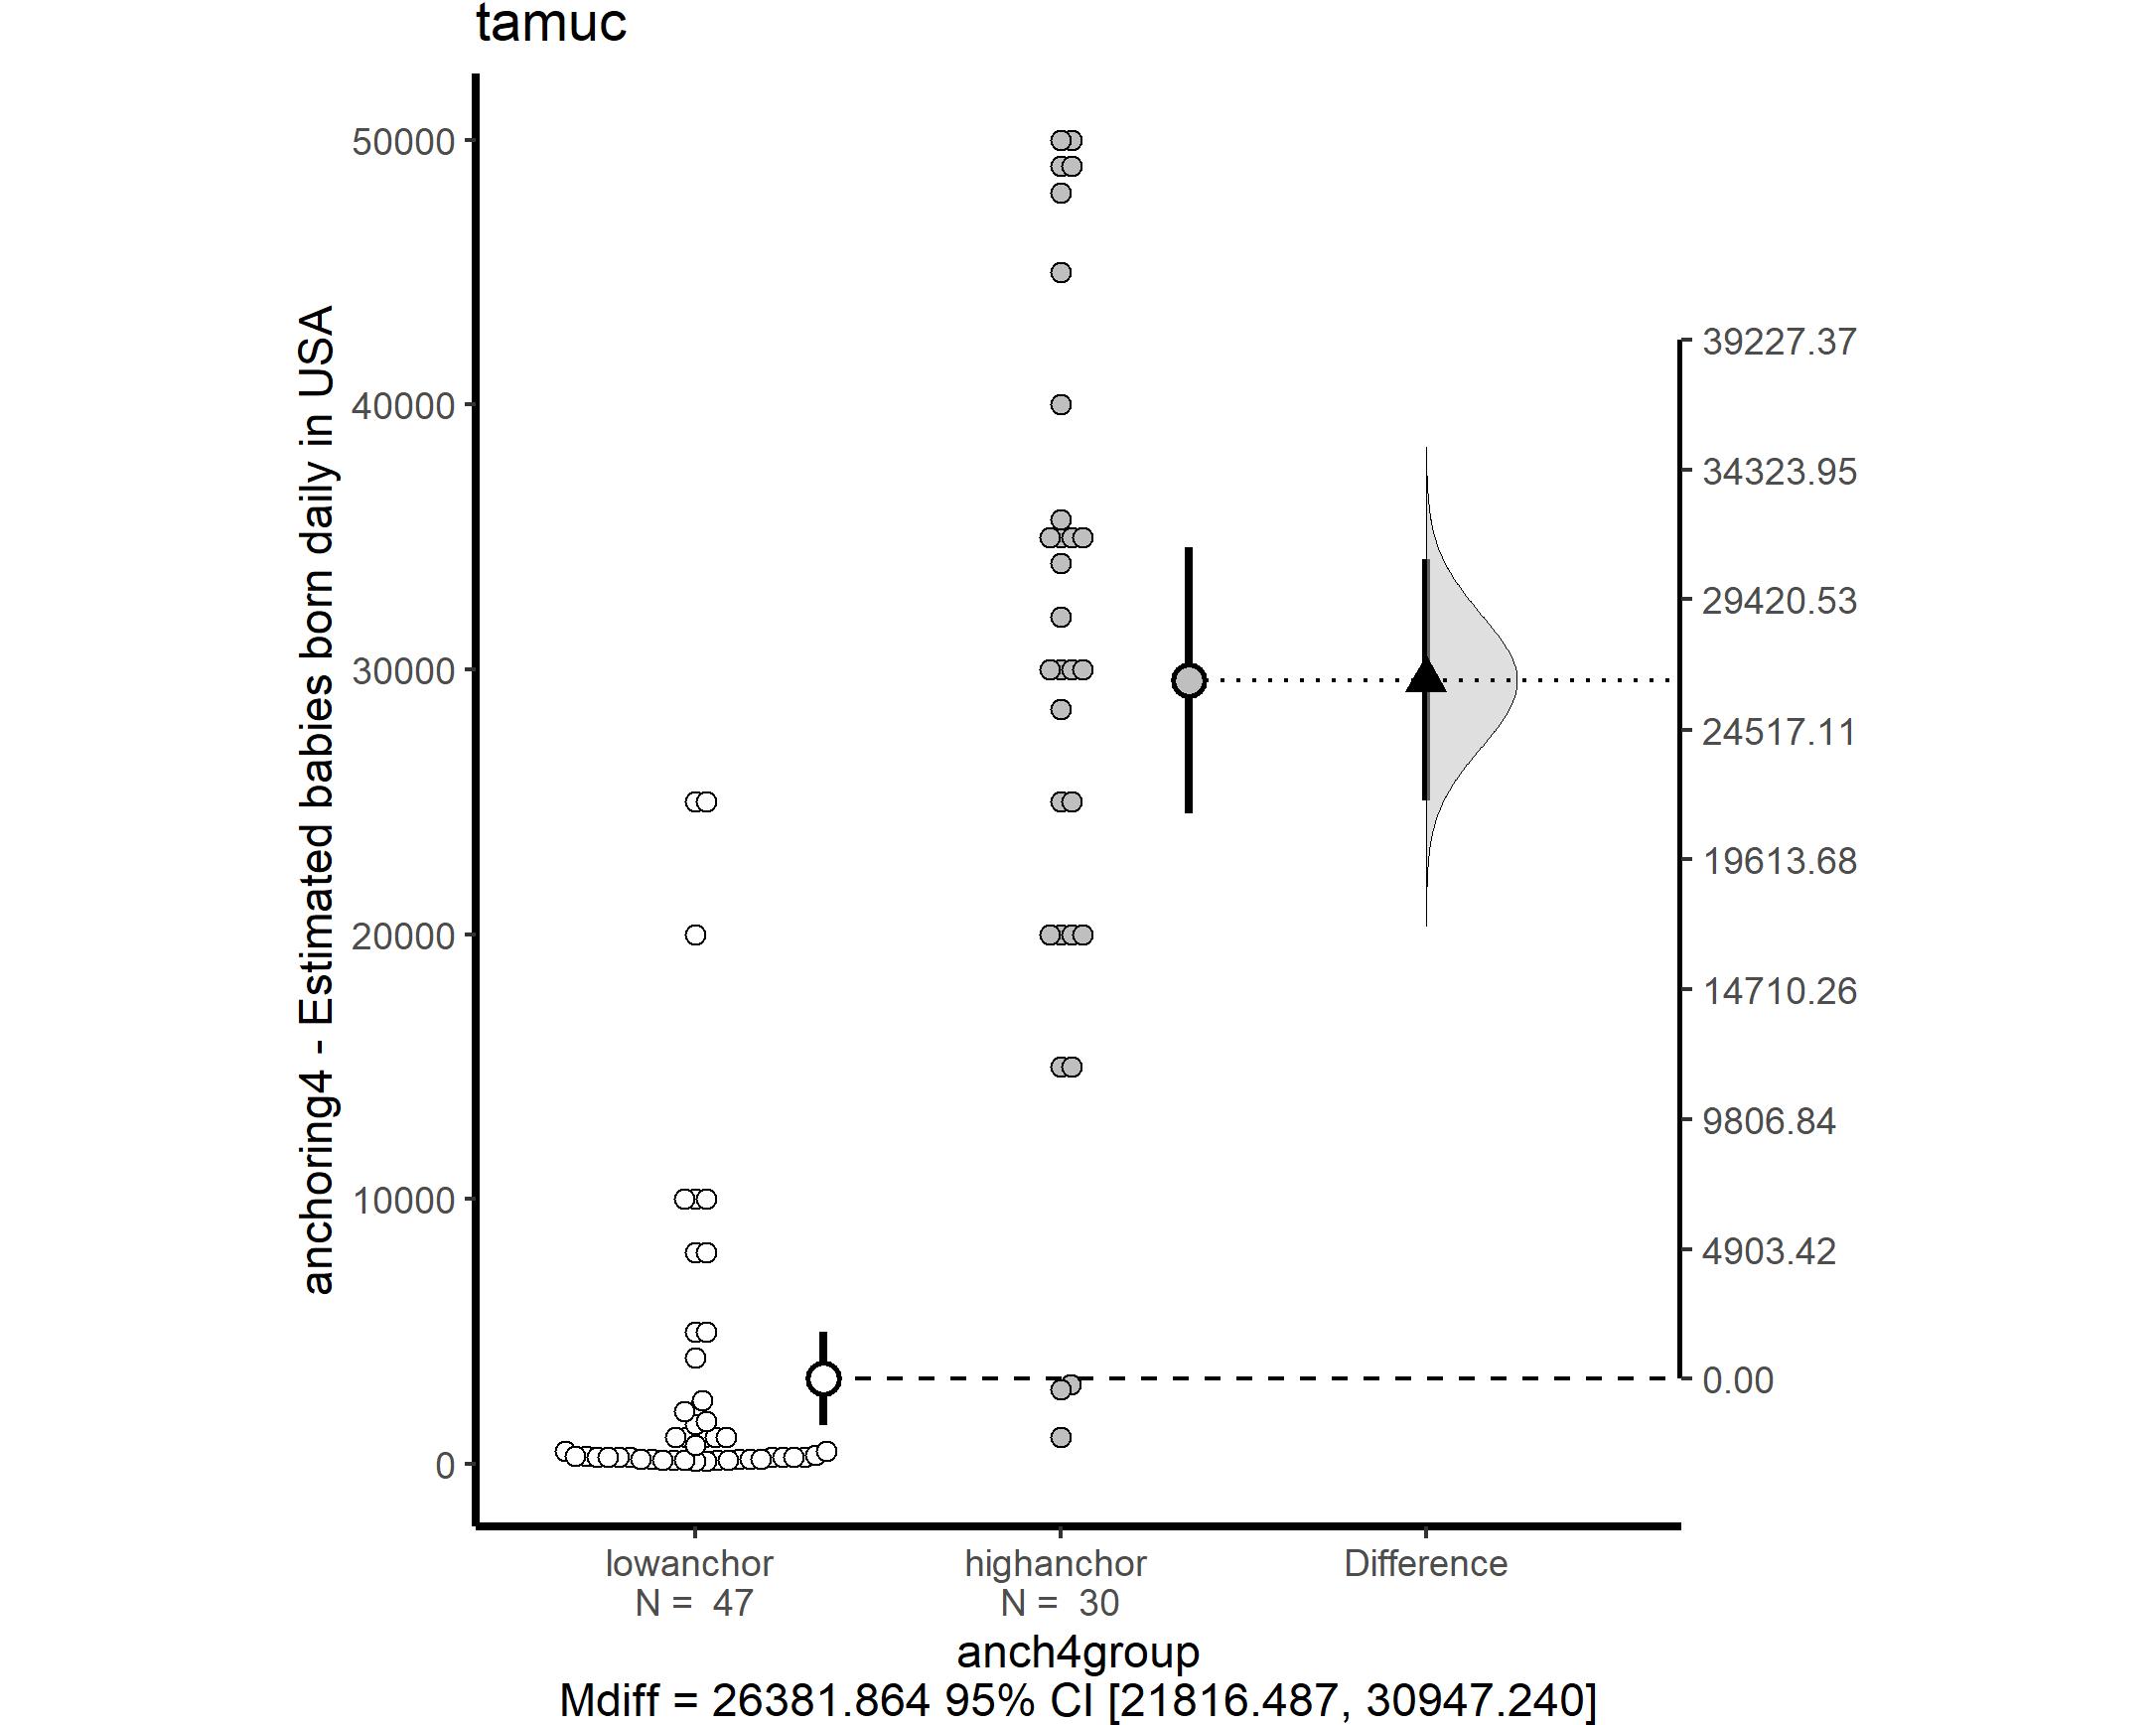 tamuc
anchoring4 - Estimated babies born daily in USA
50000
40000
30000
20000
10000
0
39227.37
34323.95
29420.53
24517.11
19613.68
14710.26
9806.84
4903.42
0.00
lowanchor
N =  47
highanchor
N =  30
Difference
anch4group
Mdiff = 26381.864 95% CI [21816.487, 30947.240]